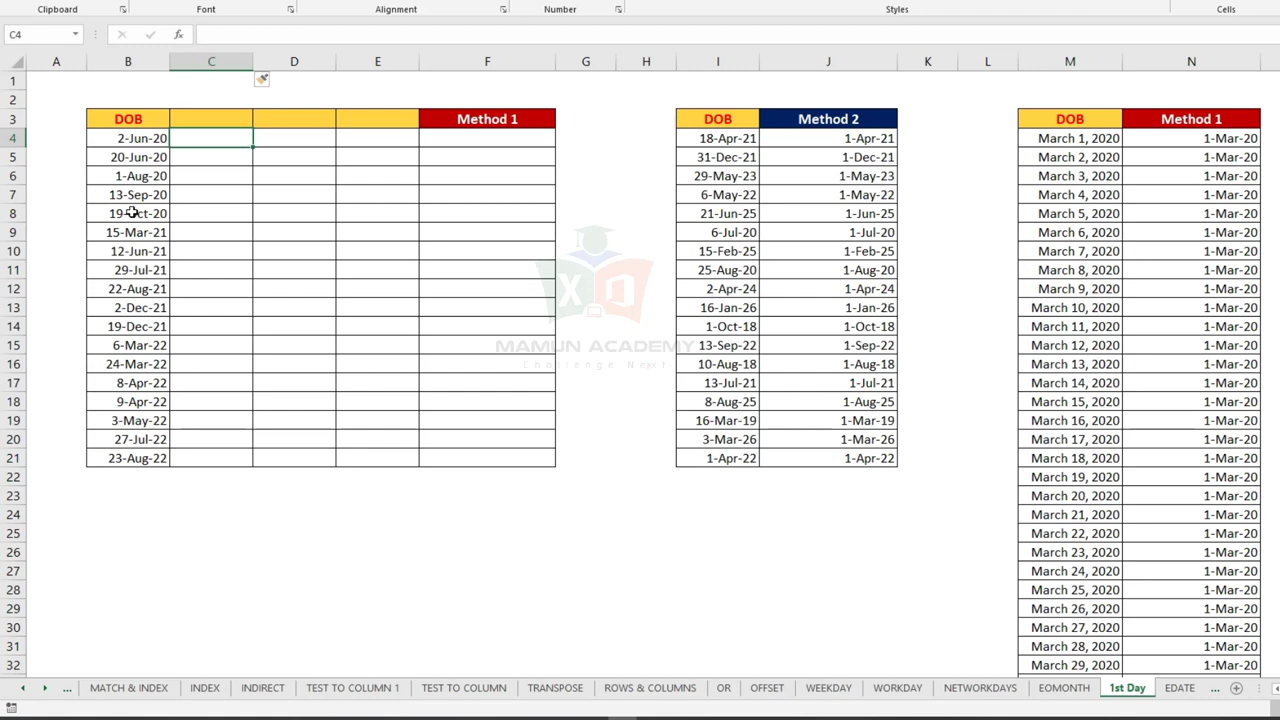 Clipboard Font Alignment Number Styles Cells
C4
A B C D E F G H I J K L M N
1
2
3 DOB Method 1 DOB Method 2 DOB Method 1
4 2-Jun-20 18-Apr-21 1-Apr-21 March 1, 2020 1-Mar-20
5 20-Jun-20 31-Dec-21 1-Dec-21 March 2, 2020 1-Mar-20
6 1-Aug-20 29-May-23 1-May-23 March 3, 2020 1-Mar-20
7 13-Sep-20 6-May-22 1-May-22 March 4, 2020 1-Mar-20
8 19-Oct-20 21-Jun-25 1-Jun-25 March 5, 2020 1-Mar-20
9 15-Mar-21 6-Jul-20 1-Jul-20 March 6, 2020 1-Mar-20
10 12-Jun-21 15-Feb-25 1-Feb-25 March 7, 2020 1-Mar-20
11 29-Jul-21 25-Aug-20 1-Aug-20 March 8, 2020 1-Mar-20
12 22-Aug-21 2-Apr-24 1-Apr-24 March 9, 2020 1-Mar-20
13 2-Dec-21 16-Jan-26 1-Jan-26 March 10, 2020 1-Mar-20
14 19-Dec-21 1-Oct-18 1-Oct-18 March 11, 2020 1-Mar-20
15 6-Mar-22 13-Sep-22 1-Sep-22 March 12, 2020 1-Mar-20
MAMUN ACADEMY
16 24-Mar-22 10-Aug-18 1-Aug-18 March 13, 2020 1-Mar-20
Challenge Next
17 8-Apr-22 13-Jul-21 1-Jul-21 March 14, 2020 1-Mar-20
18 9-Apr-22 8-Aug-25 1-Aug-25 March 15, 2020 1-Mar-20
19 3-May-22 16-Mar-19 1-Mar-19 March 16, 2020 1-Mar-20
20 27-Jul-22 3-Mar-26 1-Mar-26 March 17, 2020 1-Mar-20
21 23-Aug-22 1-Apr-22 1-Apr-22 March 18, 2020 1-Mar-20
22 March 19, 2020 1-Mar-20
23 March 20, 2020 1-Mar-20
24 March 21, 2020 1-Mar-20
25 March 22, 2020 1-Mar-20
26 March 23, 2020 1-Mar-20
27 March 24, 2020 1-Mar-20
28 March 25, 2020 1-Mar-20
29 March 26, 2020 1-Mar-20
30 March 27, 2020 1-Mar-20
31 March 28, 2020 1-Mar-20
32 March 29, 2020 1-Mar-20
... MATCH & INDEX INDEX INDIRECT TEST TO COLUMN 1 TEXT TO COLUMN TRANSPOSE ROWS & COLUMNS OR OFFSET WEEKDAY WORKDAY NETWORKDAYS EOMONTH 1st Day EDATE ...